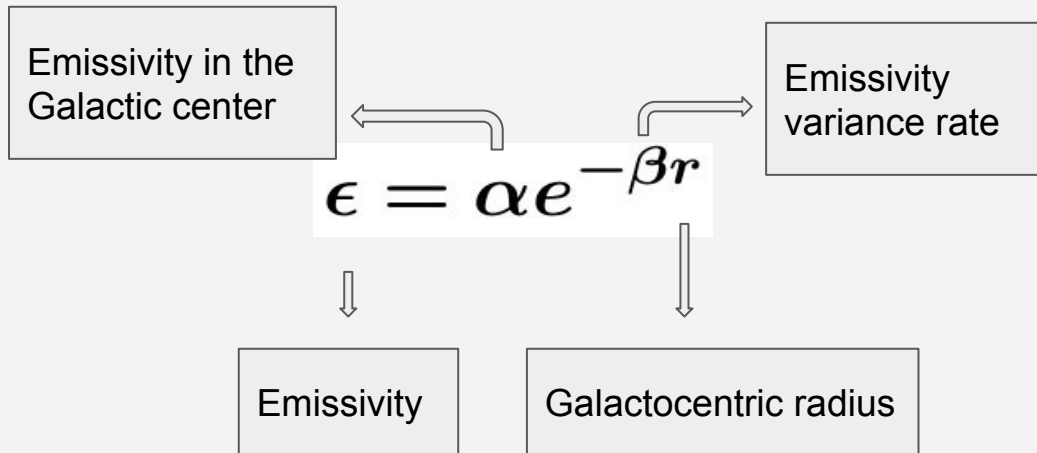 Emissivity in the
Galactic center
Emissivity
variance rate
ϵ = αe^{−βr}
Emissivity
Galactocentric radius